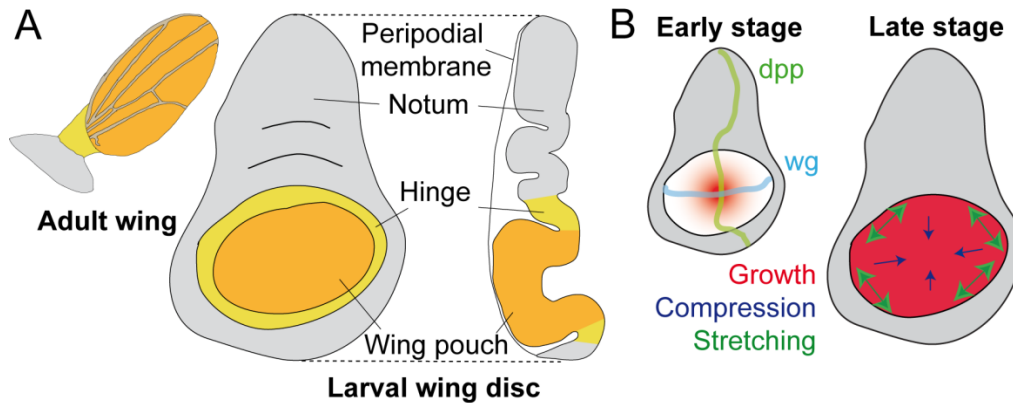 A
Adult wing
Peripodial
membrane
Notum
Hinge
Wing pouch
Larval wing disc
B
Early stage
Late stage
dpp
wg
Growth
Compression
Stretching